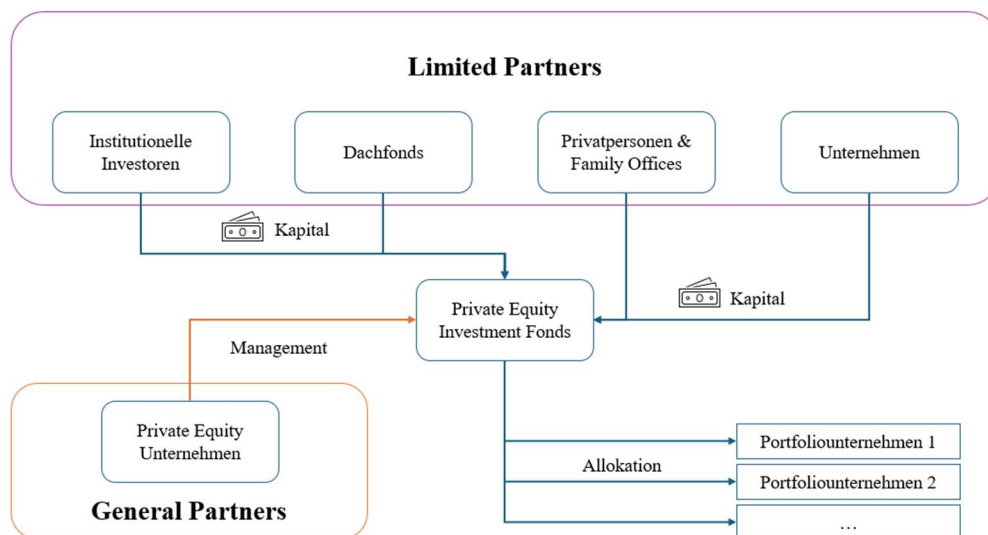 Limited Partners
Institutionelle
Investoren
Dachfonds
Privatpersonen &
Family Offices
Unternehmen
Kapital
Kapital
Private Equity
Investment Fonds
Management
Private Equity
Unternehmen
General Partners
Allokation
Portfoliounternehmen 1
Portfoliounternehmen 2
…